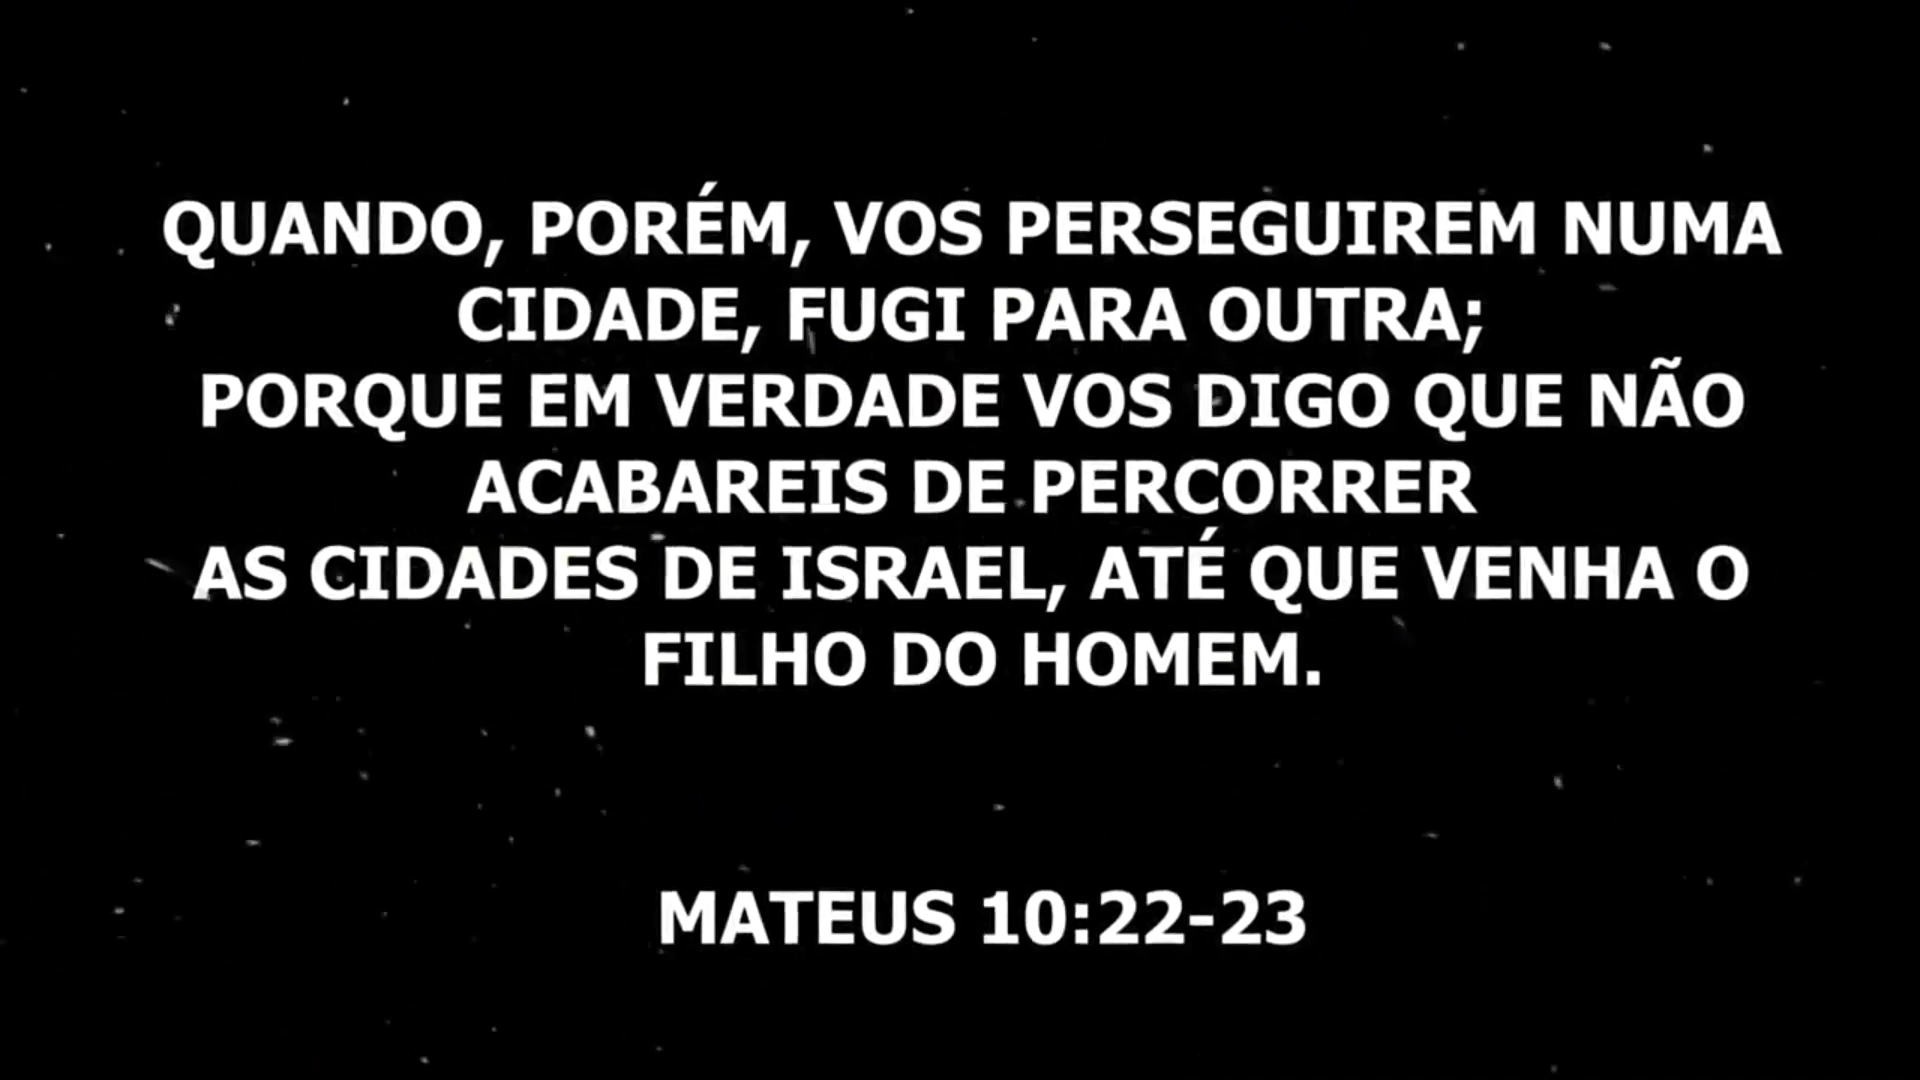 QUANDO, PORÉM, VOS PERSEGUIREM NUMA
CIDADE, FUGI PARA OUTRA;
PORQUE EM VERDADE VOS DIGO QUE NÃO
ACABAREIS DE PERCORRER
AS CIDADES DE ISRAEL, ATÉ QUE VENHA O
FILHO DO HOMEM.
MATEUS 10:22-23